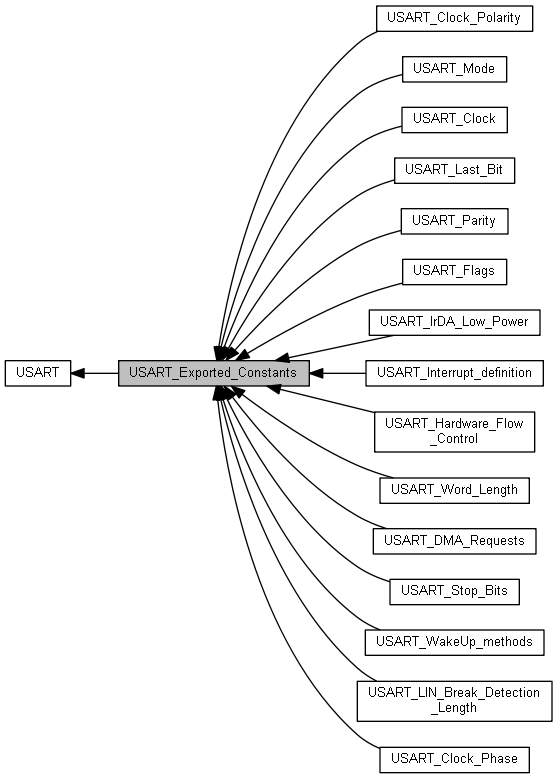 USART_Clock_Polarity
USART_Mode
USART_Clock
USART_Last_Bit
USART_Parity
USART_Flags
USART_IrDA_Low_Power
USART
USART_Exported_Constants
USART_Interrupt_definition
USART_Hardware_Flow
_Control
USART_Word_Length
USART_DMA_Requests
USART_Stop_Bits
USART_WakeUp_methods
USART_LIN_Break_Detection
_Length
USART_Clock_Phase